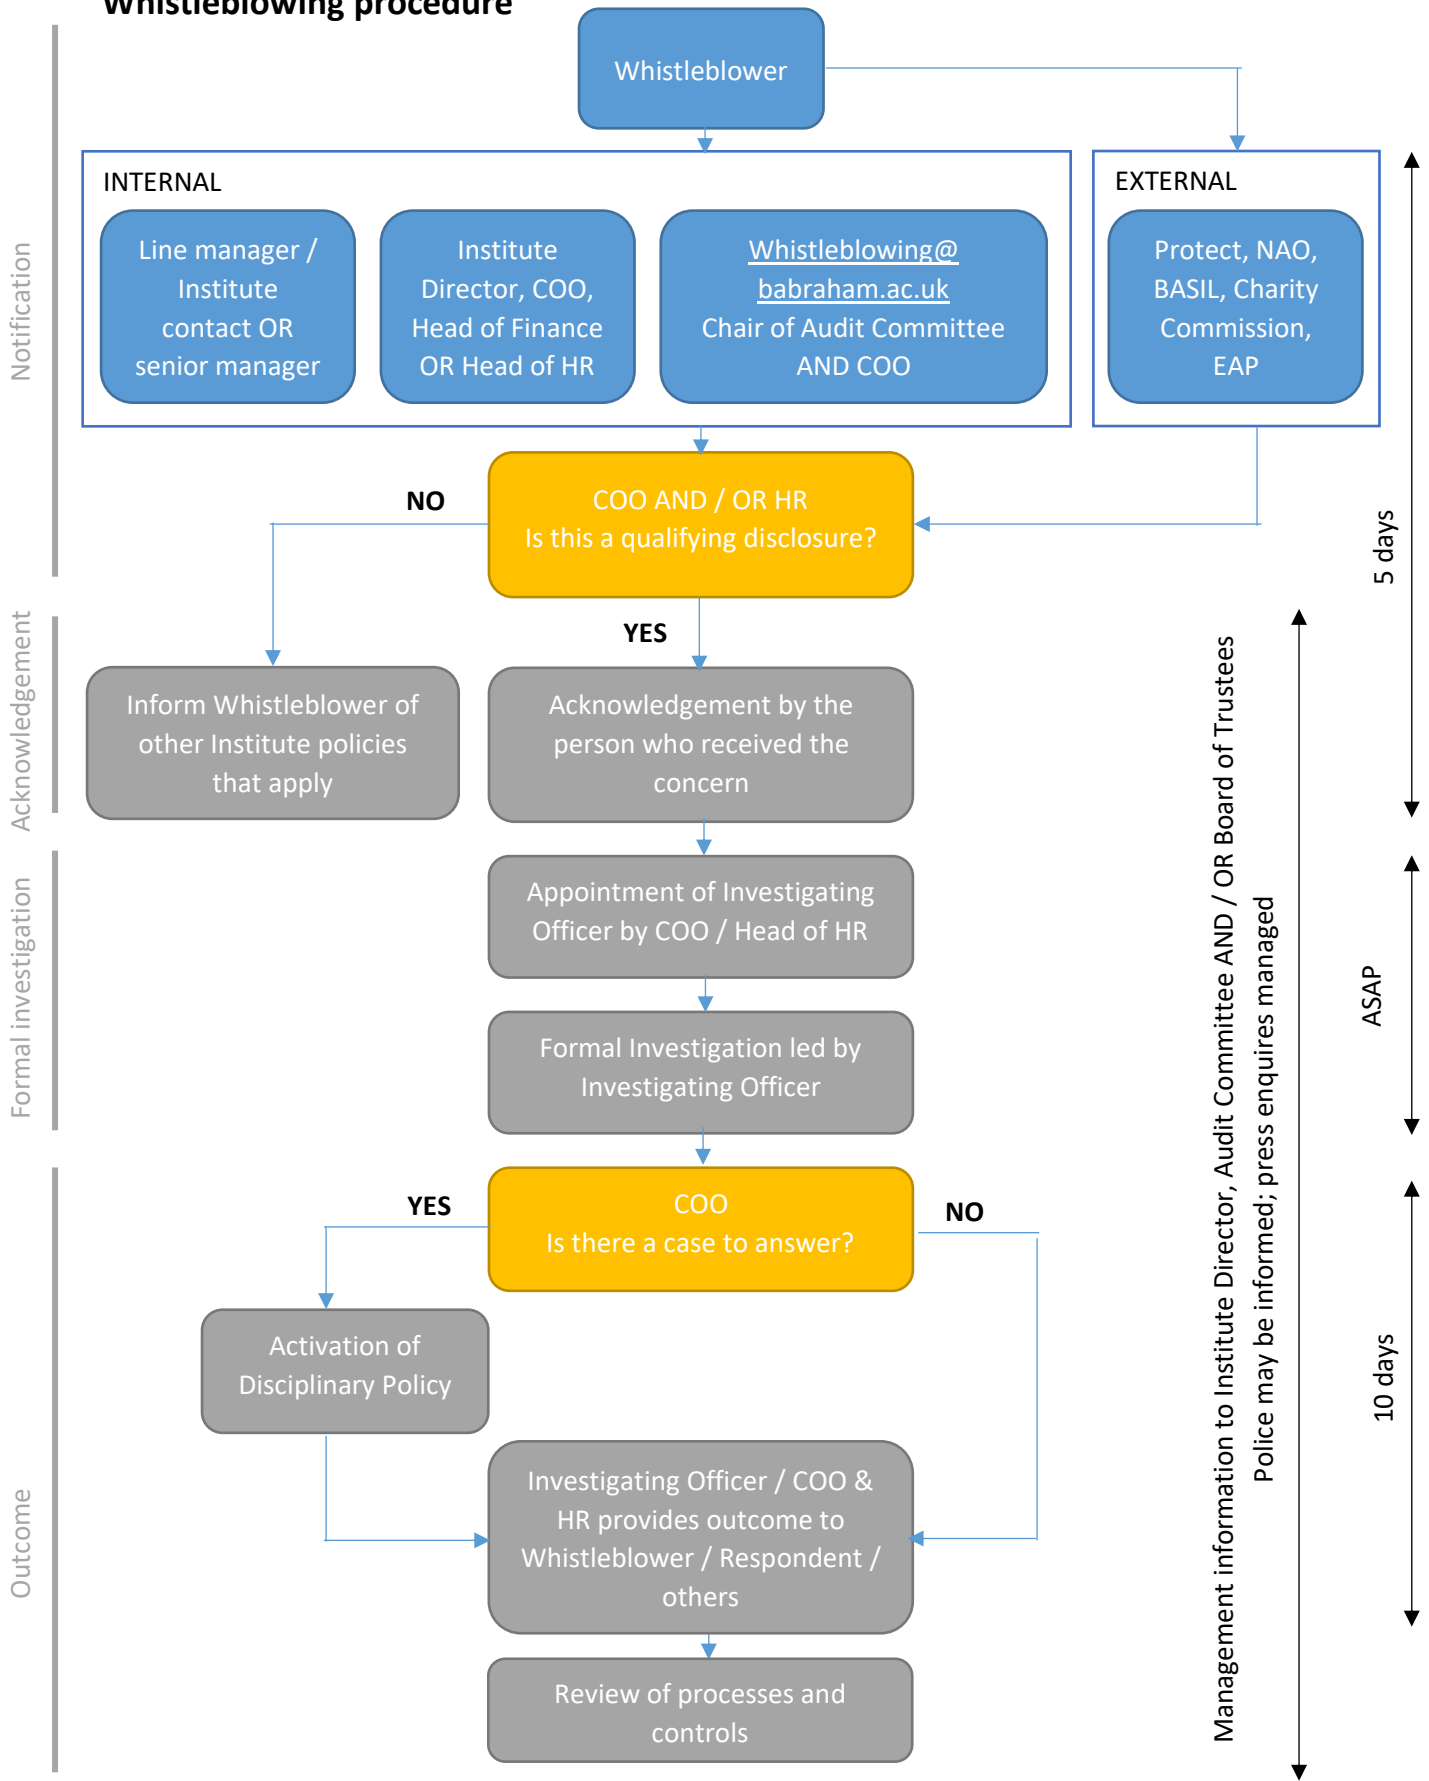 Whistleblowing procedure
Whistleblower
INTERNAL
Line manager /
Institute
contact OR
senior manager
Institute
Director, COO,
Head of Finance
OR Head of HR
Whistleblowing@
babraham.ac.uk
Chair of Audit Committee
AND COO
EXTERNAL
Protect, NAO,
BASIL, Charity
Commission,
EAP
Notification
COO AND / OR HR
Is this a qualifying disclosure?
NO
YES
5 days
Acknowledgement
Inform Whistleblower of
other Institute policies
that apply
Acknowledgement by the
person who received the
concern
Formal investigation
Appointment of Investigating
Officer by COO / Head of HR
Formal Investigation led by
Investigating Officer
ASAP
Management information to Institute Director, Audit Committee AND / OR Board of Trustees
Police may be informed; press enquires managed
Outcome
COO
Is there a case to answer?
YES
NO
Activation of
Disciplinary Policy
10 days
Investigating Officer / COO &
HR provides outcome to
Whistleblower / Respondent /
others
Review of processes and
controls